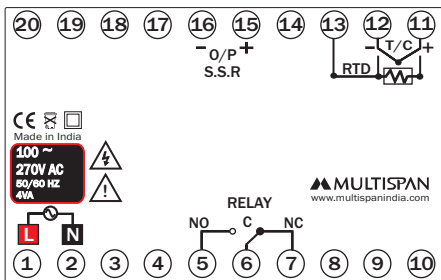 20 19 18 17 16 15 14 13 12 11
- O/P +
S.S.R
- T/C +
RTD
CE
Made in India
100 ~
270V AC
50/60 HZ
4VA
L N
MULTISPAN
www.multispanindia.com
RELAY
NO C NC
1 2 3 4 5 6 7 8 9 10